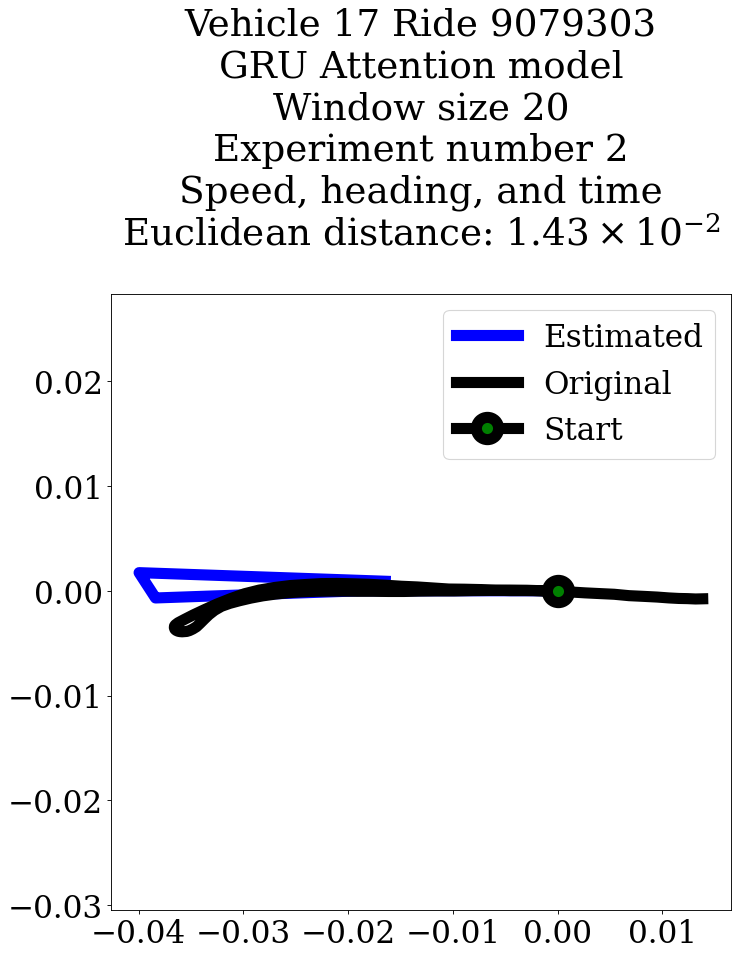 Vehicle 17 Ride 9079303
GRU Attention model
Window size 20
Experiment number 2
Speed, heading, and time
Euclidean distance: 1.43 × 10⁻²
Estimated
Original
Start
0.02
0.01
0.00
−0.01
−0.02
−0.03
−0.04 −0.03 −0.02 −0.01 0.00 0.01